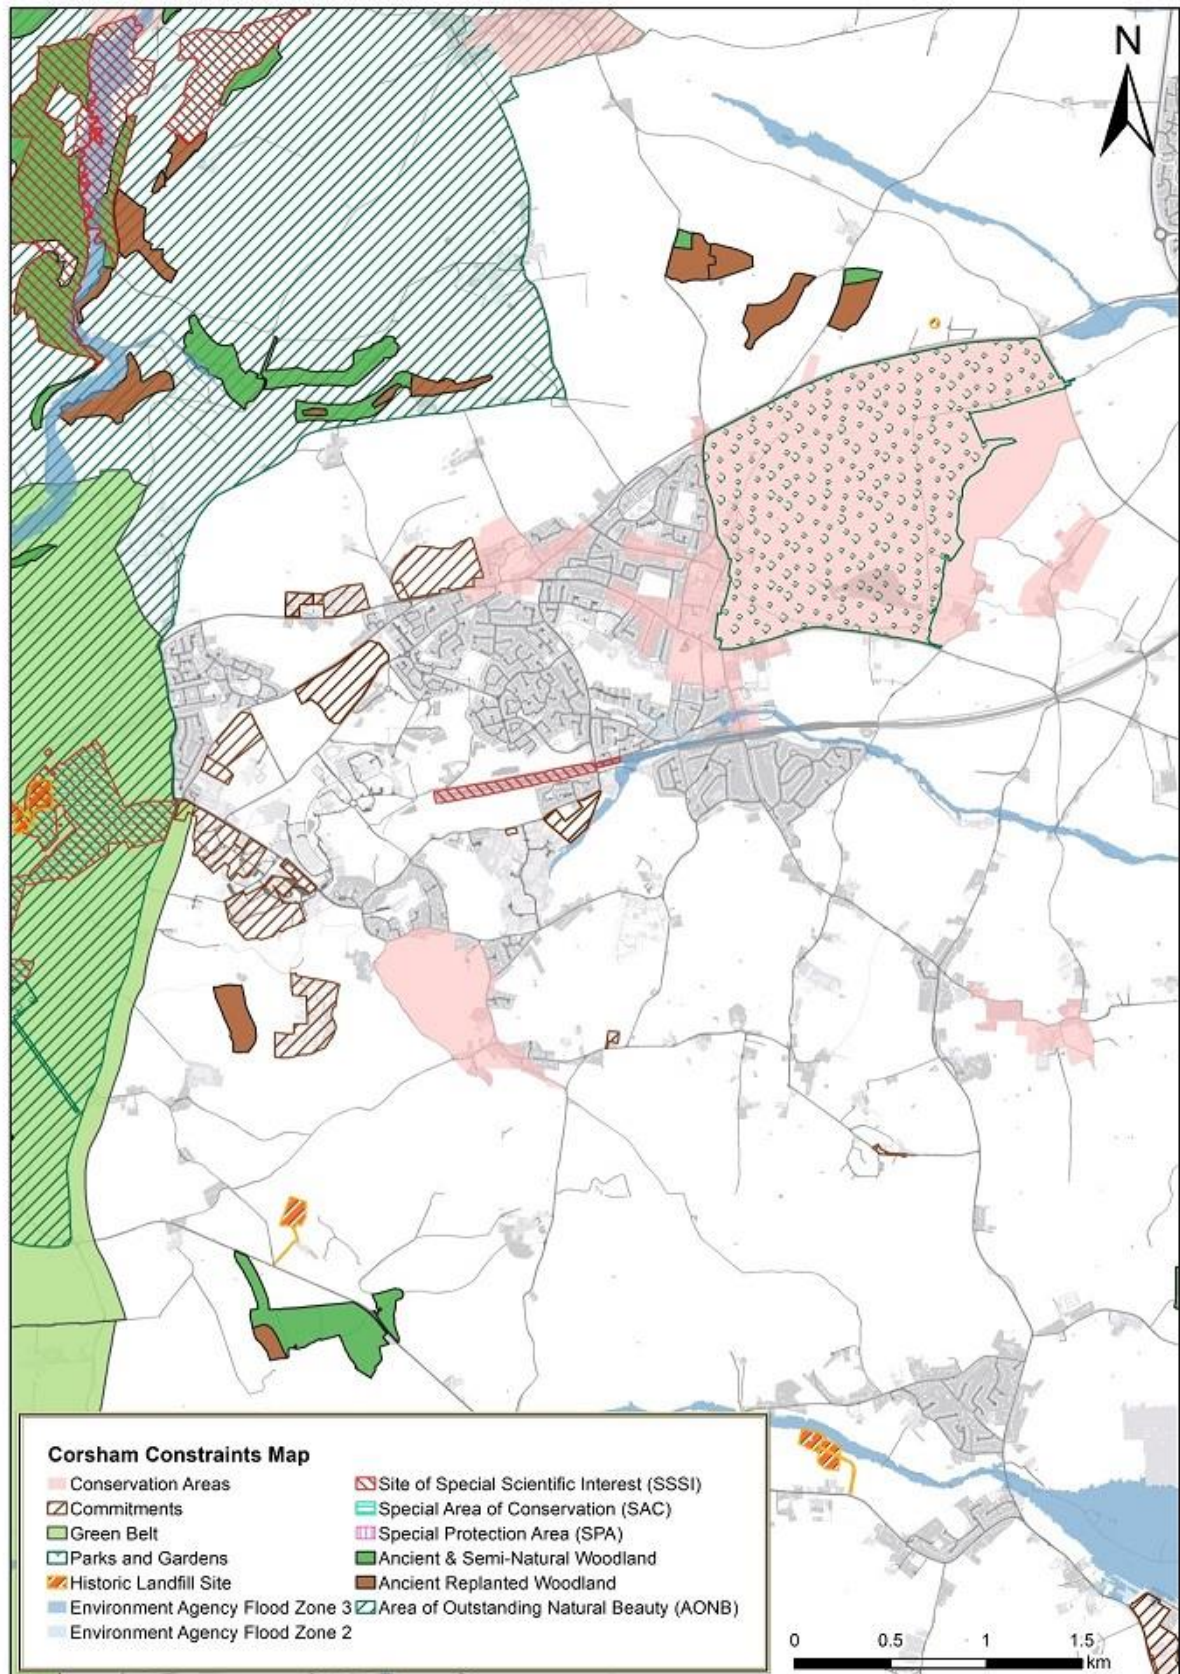 N
Corsham Constraints Map
Conservation Areas
Commitments
Green Belt
Parks and Gardens
Historic Landfill Site
Environment Agency Flood Zone 3
Environment Agency Flood Zone 2
Site of Special Scientific Interest (SSSI)
Special Area of Conservation (SAC)
Special Protection Area (SPA)
Ancient & Semi-Natural Woodland
Ancient Replanted Woodland
Area of Outstanding Natural Beauty (AONB)
0 0.5 1 1.5
km